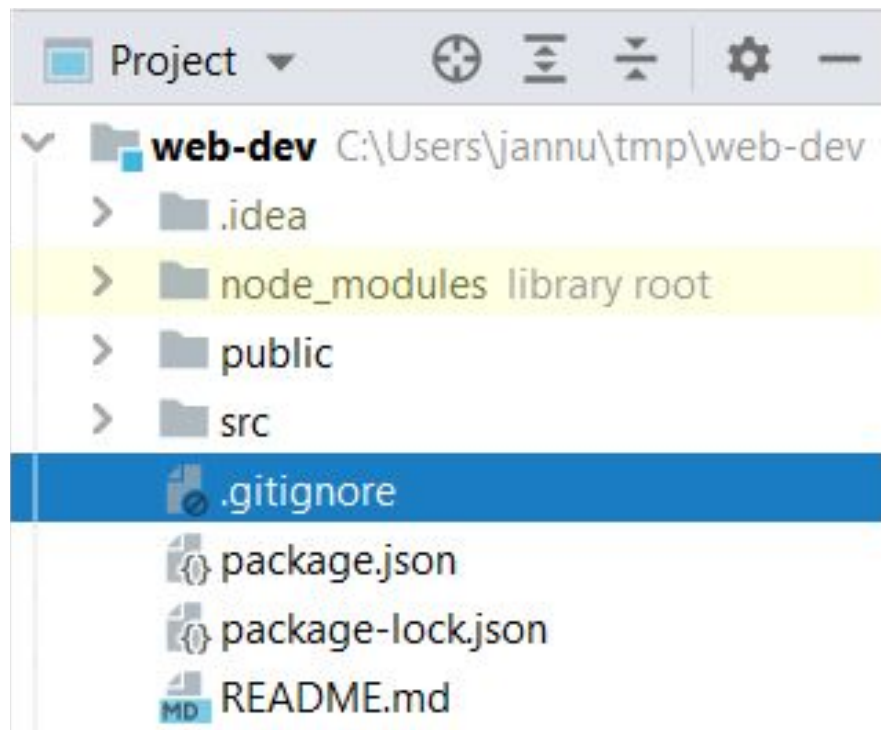 Project
web-dev C:\Users\jannu\tmp\web-dev
.idea
node_modules library root
public
src
.gitignore
package.json
package-lock.json
MD README.md